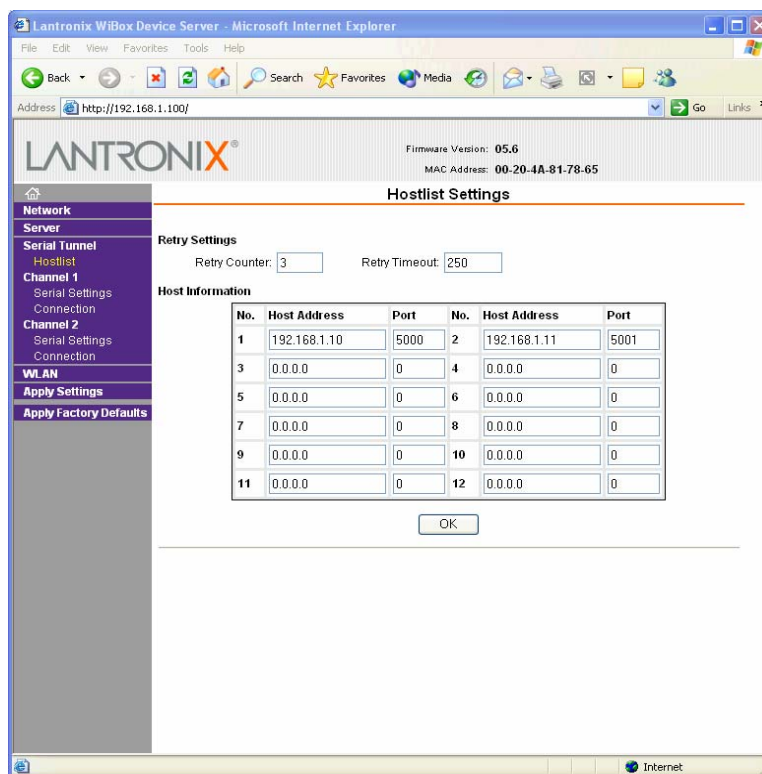 Lantronix WiBox Device Server - Microsoft Internet Explorer
File Edit View Favorites Tools Help
Back Search Favorites Media
Address http://192.168.1.100/ Go Links
LANTRONIX®
Firmware Version: 05.6
MAC Address: 00-20-4A-81-78-65
Hostlist Settings
Network
Server
Serial Tunnel
Hostlist
Channel 1
Serial Settings
Connection
Channel 2
Serial Settings
Connection
WLAN
Apply Settings
Apply Factory Defaults
Retry Settings
Retry Counter: 3 Retry Timeout: 250
Host Information
No. Host Address Port No. Host Address Port
1 192.168.1.10 5000 2 192.168.1.11 5001
3 0.0.0.0 0 4 0.0.0.0 0
5 0.0.0.0 0 6 0.0.0.0 0
7 0.0.0.0 0 8 0.0.0.0 0
9 0.0.0.0 0 10 0.0.0.0 0
11 0.0.0.0 0 12 0.0.0.0 0
OK
Internet